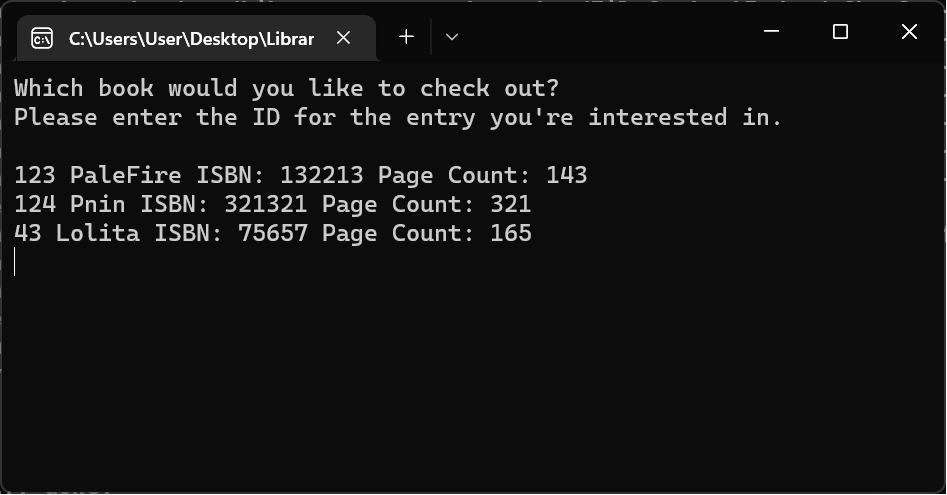 C:\Users\User\Desktop\Librar
Which book would you like to check out?
Please enter the ID for the entry you're interested in.
123 PaleFire ISBN: 132213 Page Count: 143
124 Pnin ISBN: 321321 Page Count: 321
43 Lolita ISBN: 75657 Page Count: 165